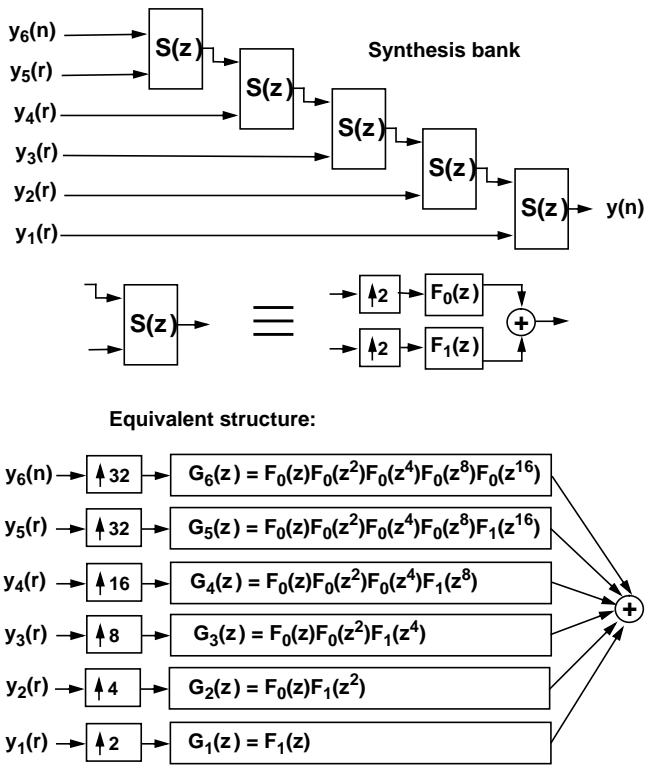 y₆(n)
S(z)
Synthesis bank
y₅(r)
S(z)
y₄(r)
S(z)
y₃(r)
S(z)
y₂(r)
S(z)
y(n)
y₁(r)
S(z)
≡
↑2
F₀(z)
+
↑2
F₁(z)
Equivalent structure:
y₆(n) ↑32 G₆(z) = F₀(z)F₀(z²)F₀(z⁴)F₀(z⁸)F₀(z¹⁶)
y₅(r) ↑32 G₅(z) = F₀(z)F₀(z²)F₀(z⁴)F₀(z⁸)F₁(z¹⁶)
y₄(r) ↑16 G₄(z) = F₀(z)F₀(z²)F₀(z⁴)F₁(z⁸)
+
y₃(r) ↑8 G₃(z) = F₀(z)F₀(z²)F₁(z⁴)
y₂(r) ↑4 G₂(z) = F₀(z)F₁(z²)
y₁(r) ↑2 G₁(z) = F₁(z)